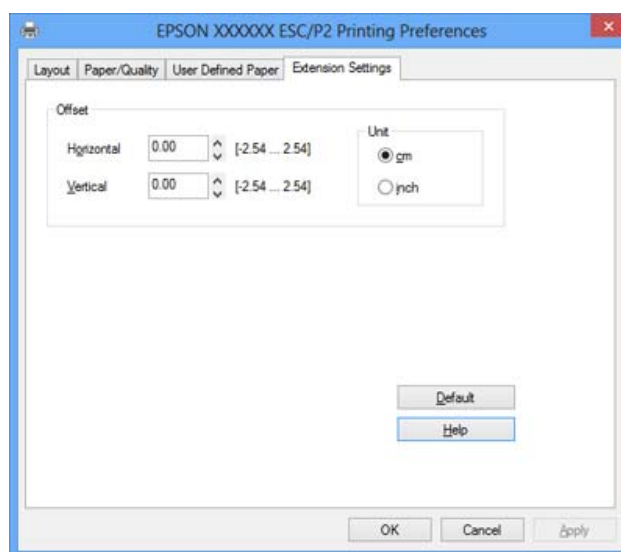 EPSON XXXXXX ESC/P2 Printing Preferences
Layout Paper/Quality User Defined Paper Extension Settings
Offset
Horizontal 0.00 [-2.54 ... 2.54]
Vertical 0.00 [-2.54 ... 2.54]
Unit
cm
inch
Default
Help
OK Cancel Apply